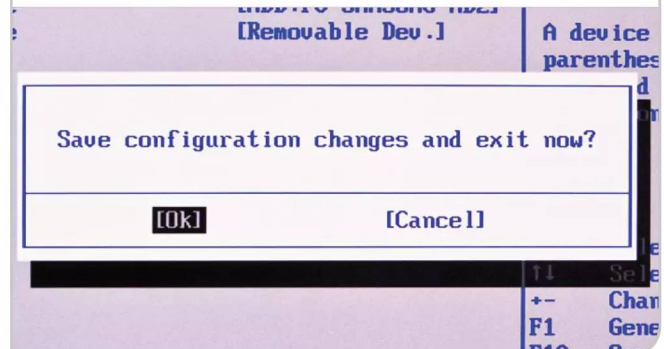 [Removable Dev.]
A device
parenthes
Save configuration changes and exit now?
[Ok] [Cancel]
↑↓ Sele
+- Chan
F1 Gene